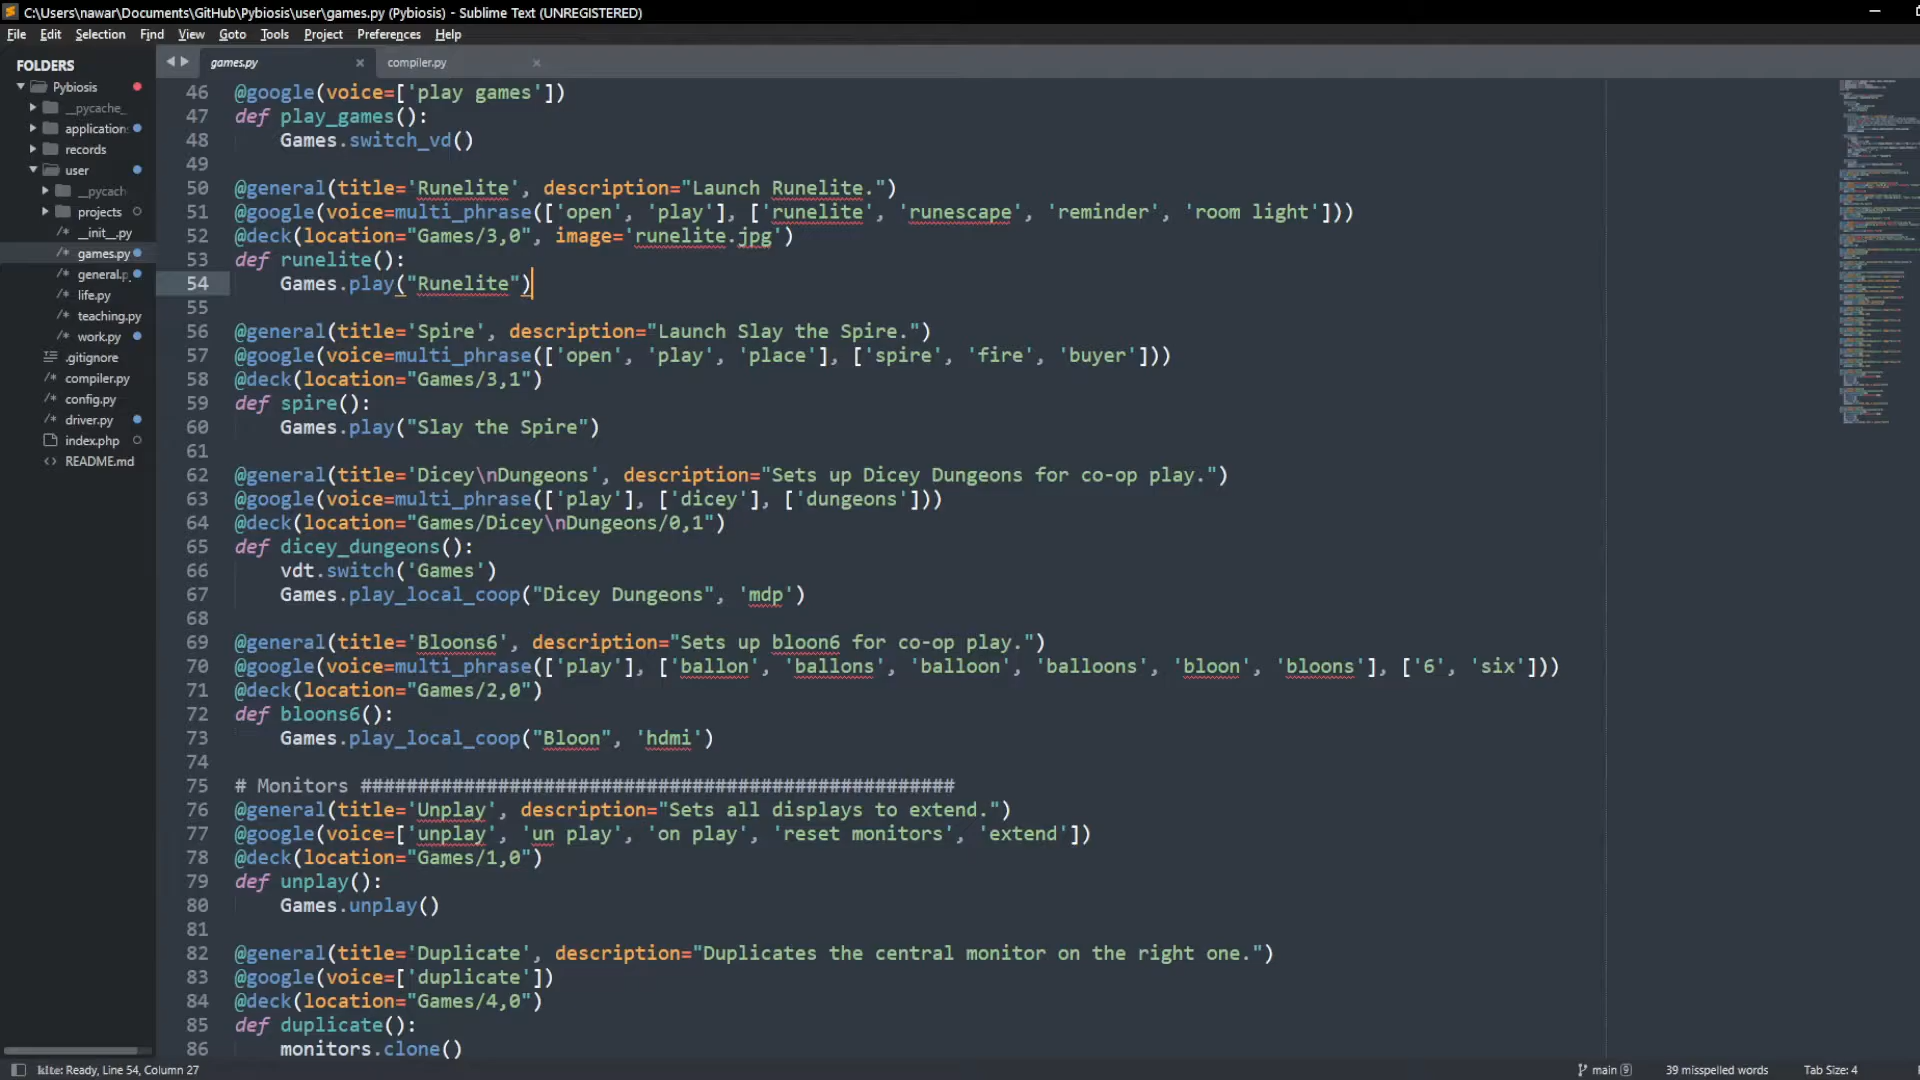 C:\Users\nawar\Documents\GitHub\Pybiosis\user\games.py (Pybiosis) - Sublime Text (UNREGISTERED)
File Edit Selection Find View Goto Tools Project Preferences Help
FOLDERS
Pybiosis
__pycache_
application
records
user
__pycach
projects
__init__.py
games.py
general.p
life.py
teaching.py
work.py
.gitignore
compiler.py
config.py
driver.py
index.php
README.md
games.py compiler.py
46 @google(voice=['play games'])
47 def play_games():
48 Games.switch_vd()
49
50 @general(title='Runelite', description="Launch Runelite.")
51 @google(voice=multi_phrase(['open', 'play'], ['runelite', 'runescape', 'reminder', 'room light']))
52 @deck(location="Games/3,0", image='runelite.jpg')
53 def runelite():
54 Games.play("Runelite")
55
56 @general(title='Spire', description="Launch Slay the Spire.")
57 @google(voice=multi_phrase(['open', 'play', 'place'], ['spire', 'fire', 'buyer']))
58 @deck(location="Games/3,1")
59 def spire():
60 Games.play("Slay the Spire")
61
62 @general(title='Dicey\nDungeons', description="Sets up Dicey Dungeons for co-op play.")
63 @google(voice=multi_phrase(['play'], ['dicey'], ['dungeons']))
64 @deck(location="Games/Dicey\nDungeons/0,1")
65 def dicey_dungeons():
66 vdt.switch('Games')
67 Games.play_local_coop("Dicey Dungeons", 'mdp')
68
69 @general(title='Bloons6', description="Sets up bloon6 for co-op play.")
70 @google(voice=multi_phrase(['play'], ['ballon', 'ballons', 'balloon', 'balloons', 'bloon', 'bloons'], ['6', 'six']))
71 @deck(location="Games/2,0")
72 def bloons6():
73 Games.play_local_coop("Bloon", 'hdmi')
74
75 # Monitors ####################################################
76 @general(title='Unplay', description="Sets all displays to extend.")
77 @google(voice=['unplay', 'un play', 'on play', 'reset monitors', 'extend'])
78 @deck(location="Games/1,0")
79 def unplay():
80 Games.unplay()
81
82 @general(title='Duplicate', description="Duplicates the central monitor on the right one.")
83 @google(voice=['duplicate'])
84 @deck(location="Games/4,0")
85 def duplicate():
86 monitors.clone()
kite: Ready, Line 54, Column 27 main 9 39 misspelled words Tab Size: 4